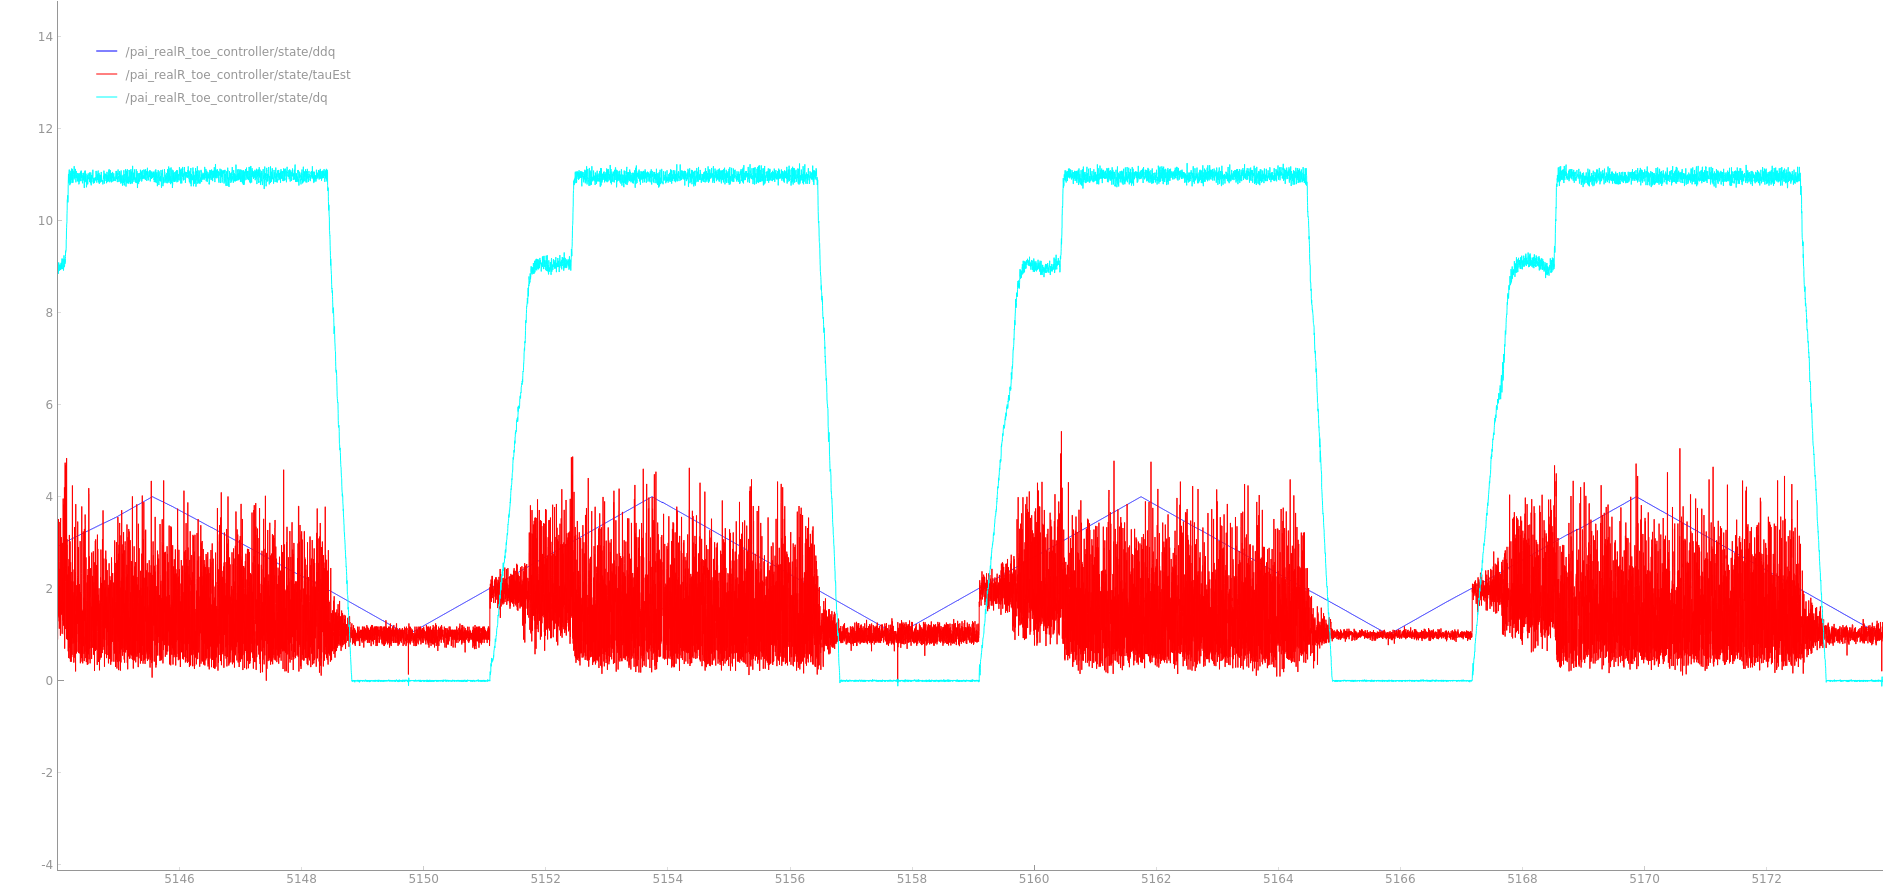 14
/pai_realR_toe_controller/state/ddq
/pai_realR_toe_controller/state/tauEst
/pai_realR_toe_controller/state/dq
12
10
8
6
4
2
0
-2
-4
5146 5148 5150 5152 5154 5156 5158 5160 5162 5164 5166 5168 5170 5172